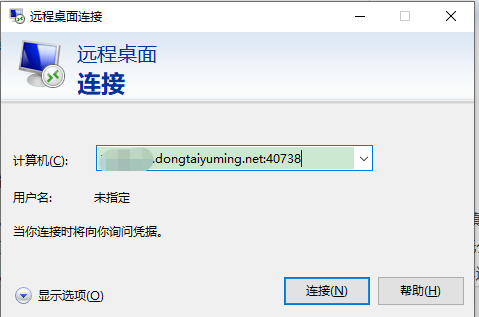 远程桌面连接
远程桌面
连接
计算机(C):
.dongtaiyuming.net:40738
用户名:
未指定
当你连接时将向你询问凭据。
显示选项(O)
连接(N)
帮助(H)